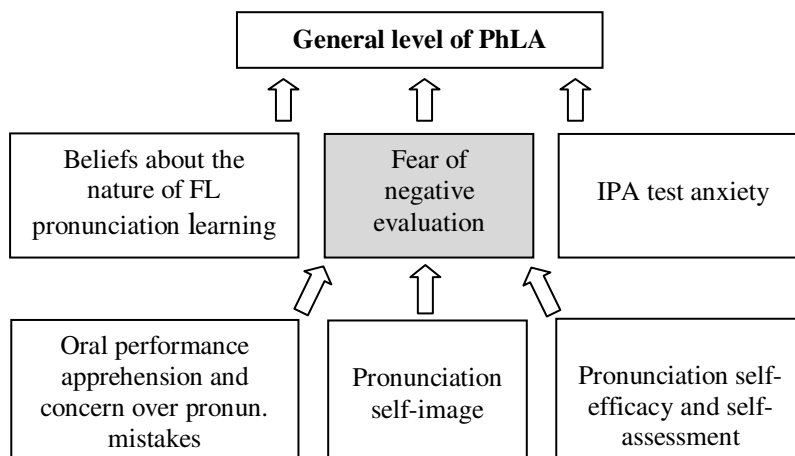 General level of PhLA
Beliefs about the
nature of FL
pronunciation learning
Fear of
negative
evaluation
IPA test anxiety
Oral performance
apprehension and
concern over pronun.
mistakes
Pronunciation
self-image
Pronunciation self-
efficacy and self-
assessment